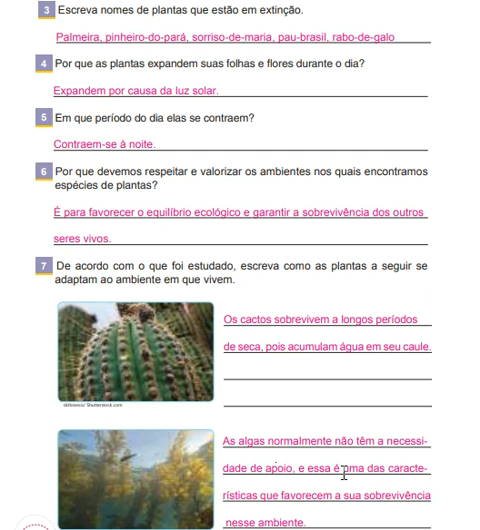 3 Escreva nomes de plantas que estão em extinção.
Palmeira, pinheiro-do-pará, sorriso-de-maria, pau-brasil, rabo-de-galo
4 Por que as plantas expandem suas folhas e flores durante o dia?
Expandem por causa da luz solar.
5 Em que período do dia elas se contraem?
Contraem-se à noite.
6 Por que devemos respeitar e valorizar os ambientes nos quais encontramos
espécies de plantas?
É para favorecer o equilíbrio ecológico e garantir a sobrevivência dos outros
seres vivos.
7 De acordo com o que foi estudado, escreva como as plantas a seguir se
adaptam ao ambiente em que vivem.
Os cactos sobrevivem a longos períodos
de seca, pois acumulam água em seu caule.
Shutterstock.com
As algas normalmente não têm a necessi-
dade de apoio, e essa é uma das caracte-
rísticas que favorecem a sua sobrevivência
nesse ambiente.